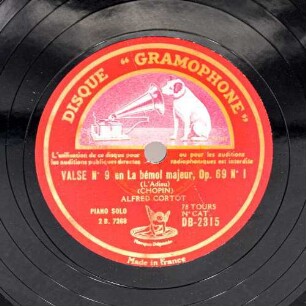 DISQUE "GRAMOPHONE"
L'utilisation de ce disque pour ou pour les auditions
les auditions publiques directes radiophoniques est interdite
VALSE N° 9 en La bémol majeur, Op. 69 N° 1
(L'Adieu)
(CHOPIN)
ALFRED CORTOT
PIANO SOLO 78 TOURS
N° CAT.
DB-2315
Made in France